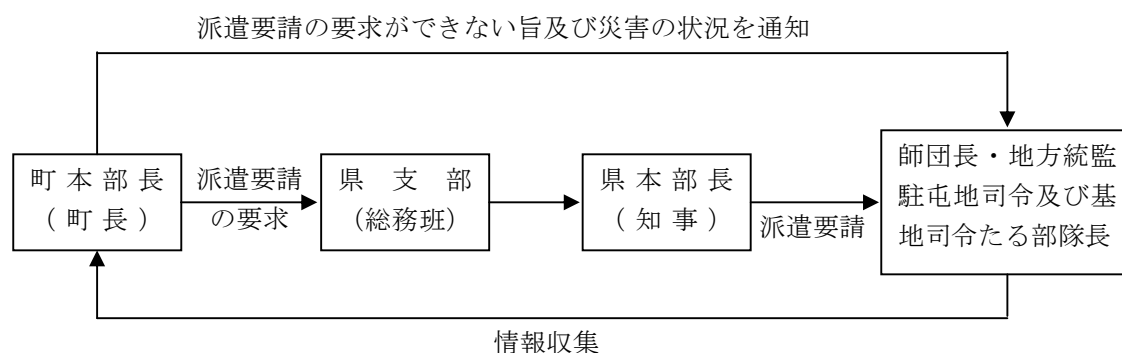 派遣要請の要求ができない旨及び災害の状況を通知
町本部長
（町長）
派遣要請
の要求
県支部
(総務班)
県本部長
（知事）
派遣要請
師団長・地方統監
駐屯地司令及び基
地司令たる部隊長
情報収集